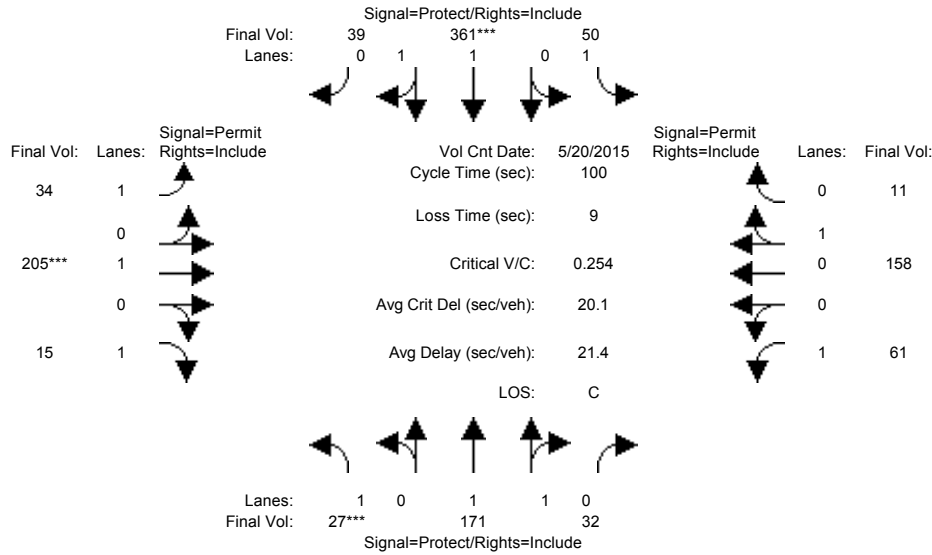 Signal=Protect/Rights=Include
Final Vol: 39 361*** 50
Lanes: 0 1 1 0 1
Signal=Permit Signal=Permit
Final Vol: Lanes: Rights=Include Vol Cnt Date: 5/20/2015 Rights=Include Lanes: Final Vol:
Cycle Time (sec): 100
34 1 0 11
Loss Time (sec): 9
0 1
205*** 1 Critical V/C: 0.254 0 158
0 Avg Crit Del (sec/veh): 20.1 0
15 1 Avg Delay (sec/veh): 21.4 1 61
LOS: C
Lanes: 1 0 1 1 0
Final Vol: 27*** 171 32
Signal=Protect/Rights=Include